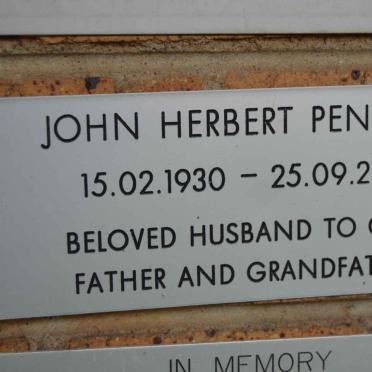 JOHN HERBERT PEN
15.02.1930 – 25.09.2
BELOVED HUSBAND TO
FATHER AND GRANDFAT
IN MEMORY